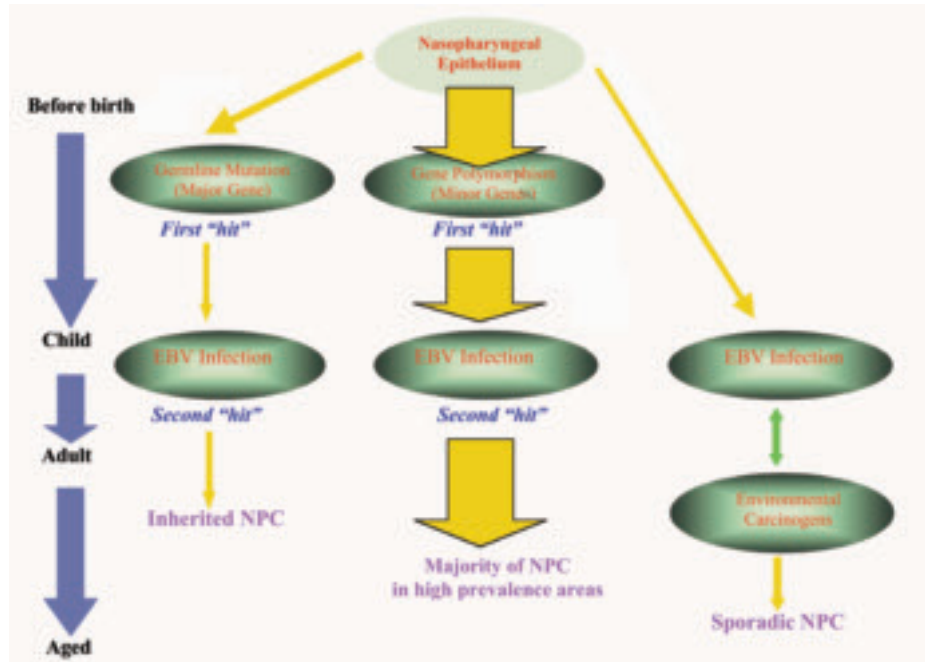 Nasopharyngeal
Epithelium
Before birth
Germline Mutation
(Major Gene)
Gene Polymorphism
(Minor Genes)
First "hit"
First "hit"
Child
EBV Infection
EBV Infection
EBV Infection
Second "hit"
Second "hit"
Adult
Environmental
Carcinogens
Inherited NPC
Majority of NPC
in high prevalence areas
Sporadic NPC
Aged